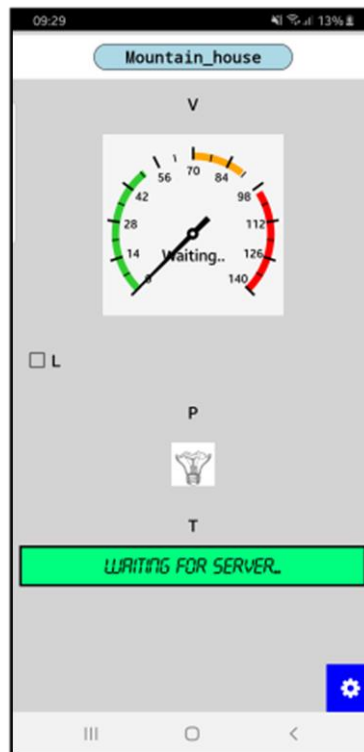 09:29 13%
Mountain_house
V
70
56 84
42 98
28 112
Waiting..
14 126
0 140
L
P
T
WAITING FOR SERVER..